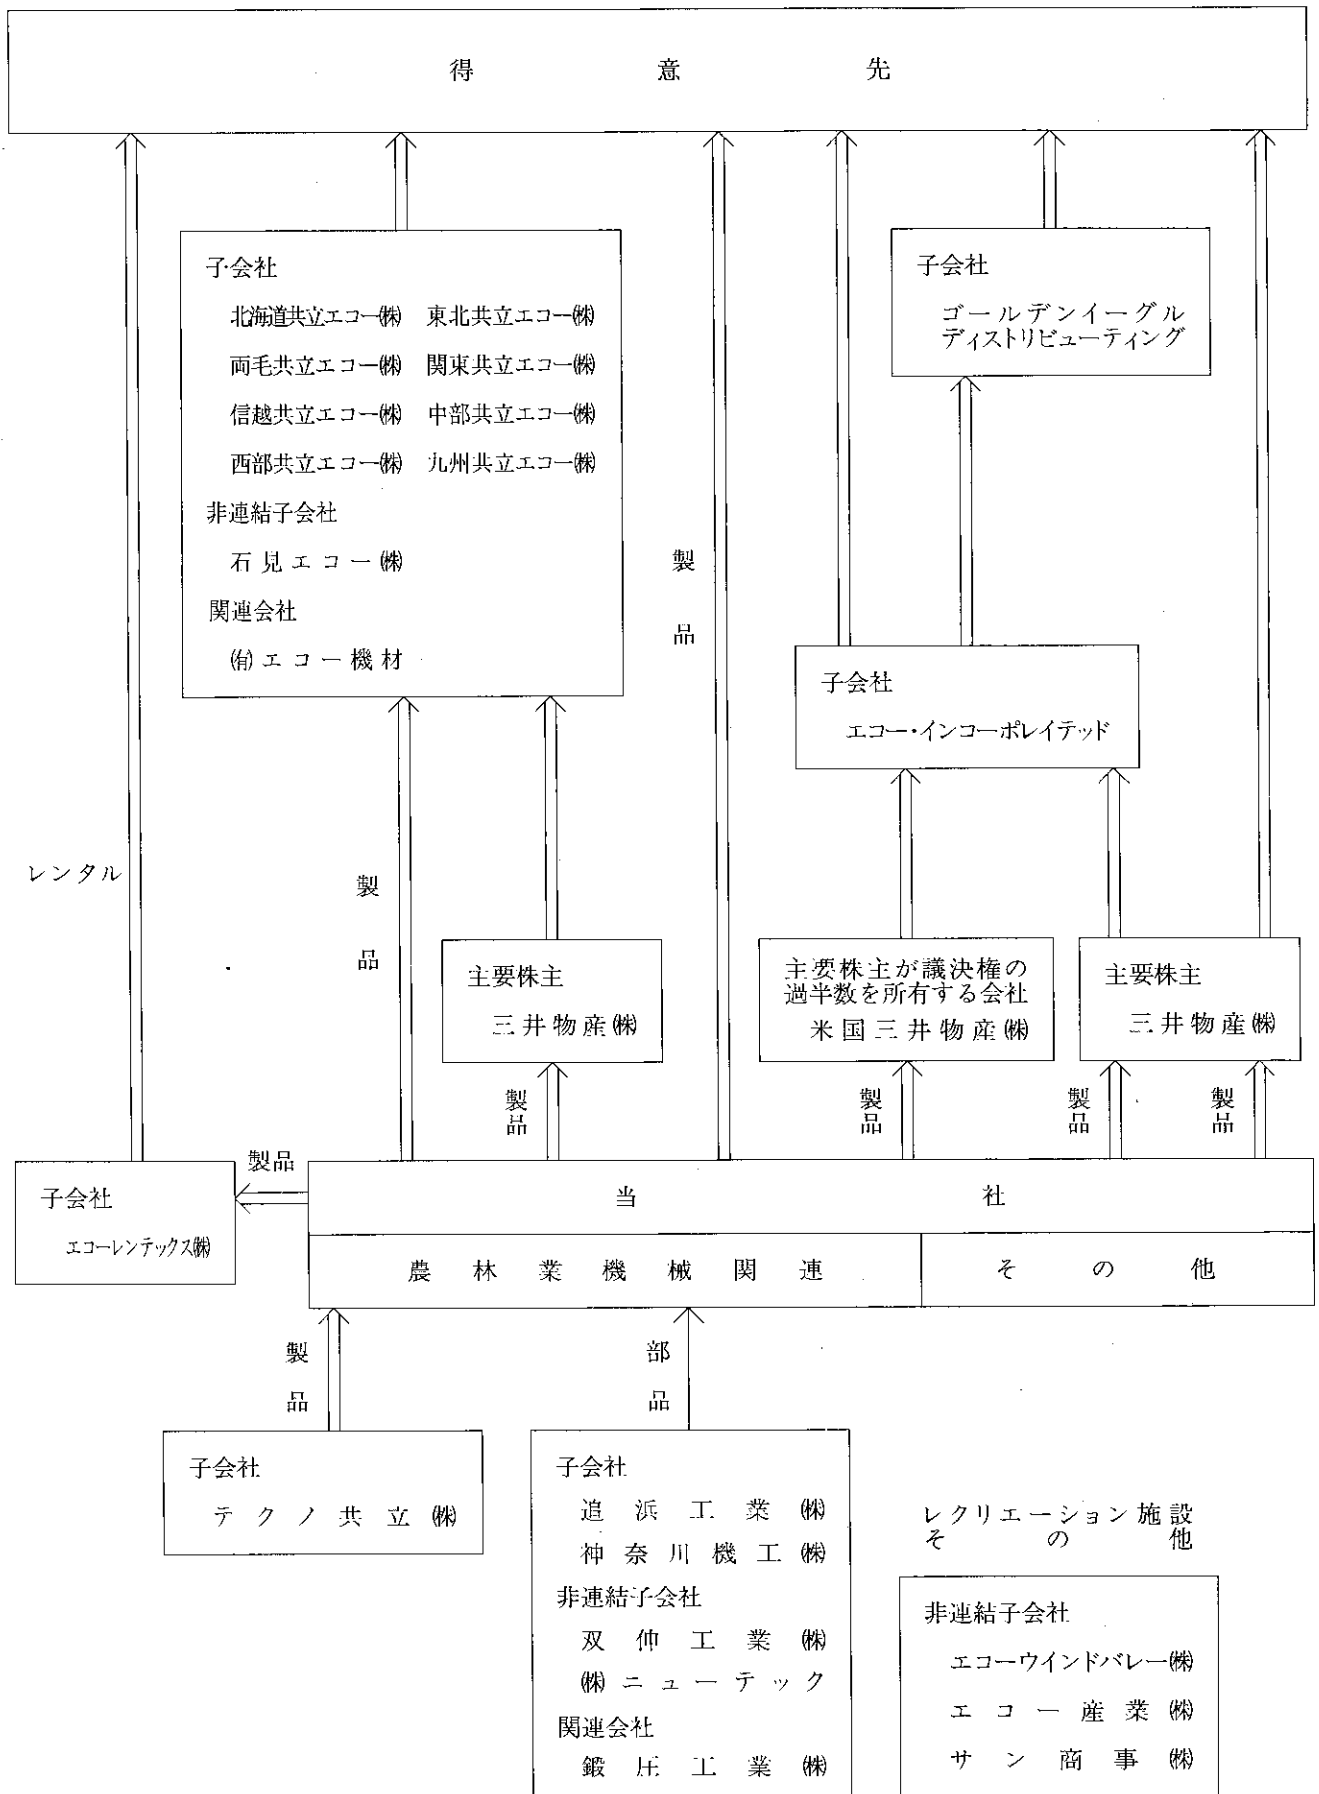 得意先
子会社
北海道共立エコー㈱ 東北共立エコー㈱
両毛共立エコー㈱ 関東共立エコー㈱
信越共立エコー㈱ 中部共立エコー㈱
西部共立エコー㈱ 九州共立エコー㈱
非連結子会社
石見エコー㈱
関連会社
㈲エコー機材
子会社
ゴールデンイーグル
ディストリビューティング
製品
子会社
エコー・インコーポレイテッド
レンタル
製品
主要株主
三井物産㈱
主要株主が議決権の
過半数を所有する会社
米国三井物産㈱
主要株主
三井物産㈱
製品
製品
製品
製品
製品
子会社
エコーレンテックス㈱
当社
農林業機械関連
その他
製品
部品
子会社
テクノ共立㈱
子会社
追浜工業㈱
神奈川機工㈱
非連結子会社
双伸工業㈱
㈱ニューテック
関連会社
鍛圧工業㈱
レクリエーション施設
その他
非連結子会社
エコーウインドバレー㈱
エコー産業㈱
サン商事㈱